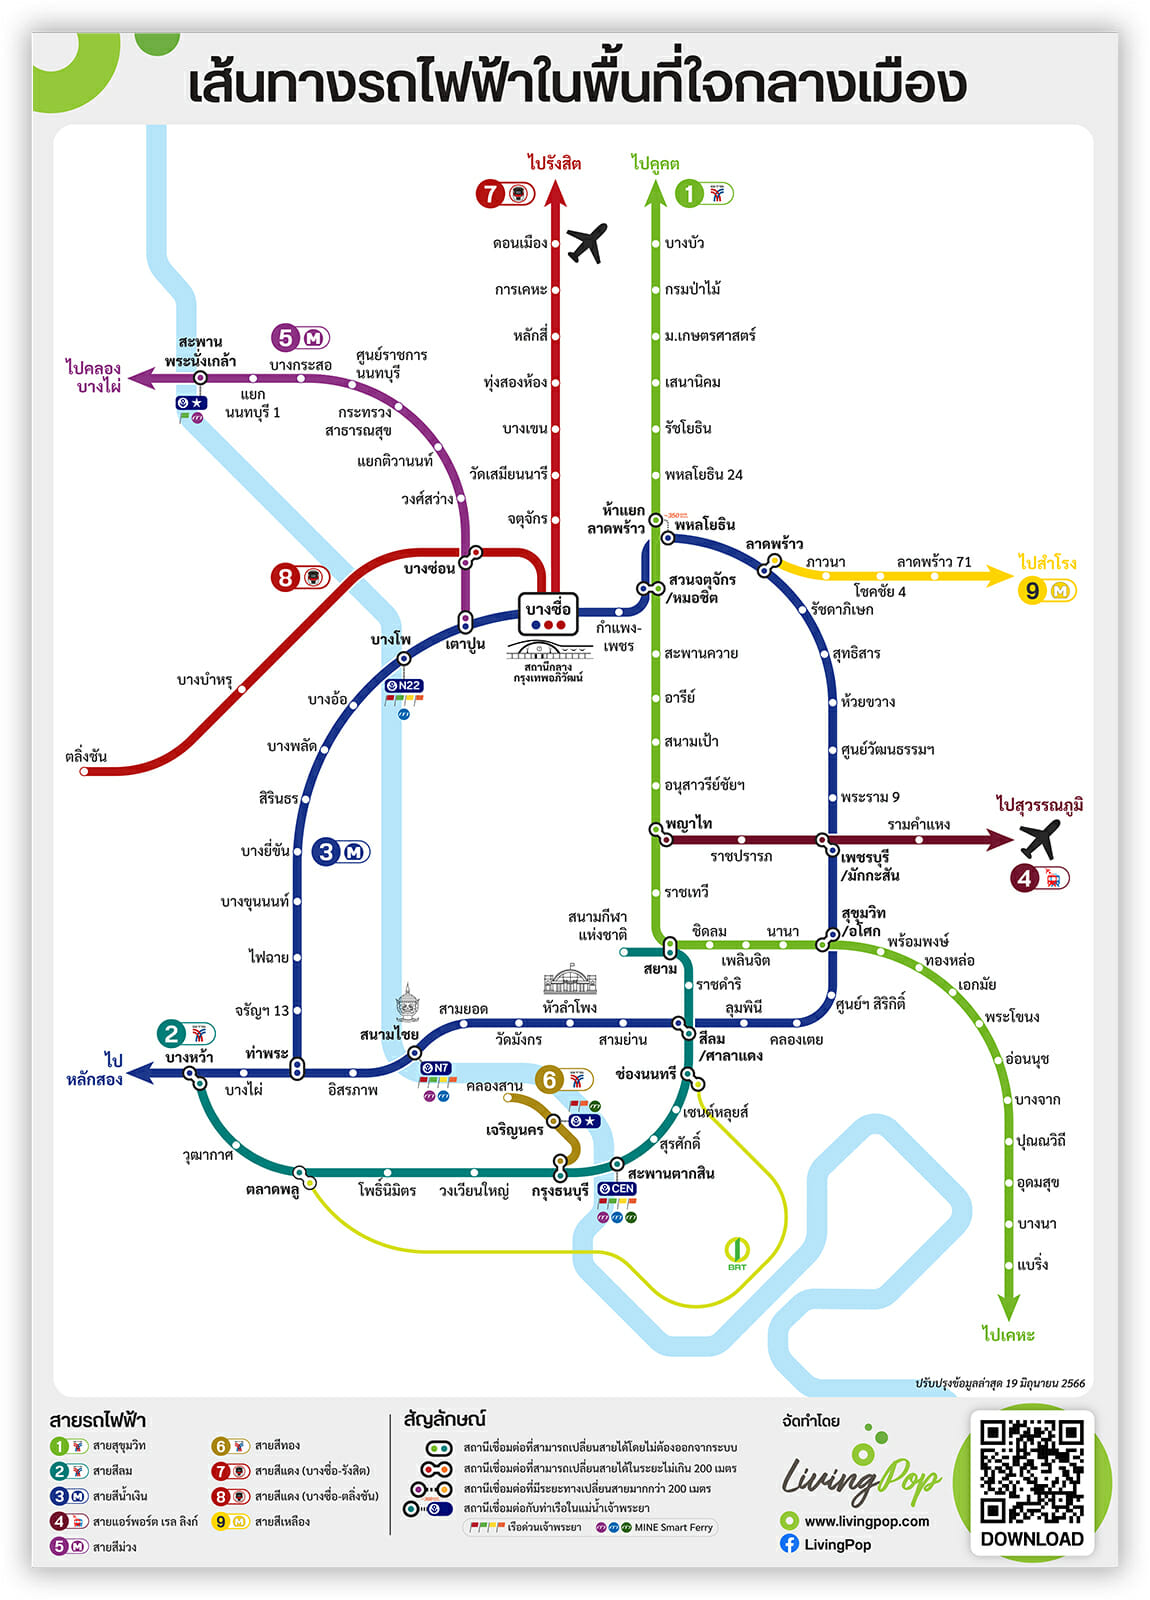 เส้นทางรถไฟฟ้าในพื้นที่ใจกลางเมือง
ไปรังสิต
ไปคูคต
7
1
ดอนเมือง
บางบัว
การเคหะ
กรมป่าไม้
หลักสี่
ม.เกษตรศาสตร์
ทุ่งสองห้อง
เสนานิคม
บางเขน
รัชโยธิน
วัดเสมียนนารี
พหลโยธิน 24
จตุจักร
ห้าแยก
ลาดพร้าว
พหลโยธิน
5
สะพาน
พระนั่งเกล้า
ไปคลอง
บางไผ่
แยก
นนทบุรี 1
บางกระสอ
ศูนย์ราชการ
นนทบุรี
กระทรวง
สาธารณสุข
แยกติวานนท์
วงศ์สว่าง
บางซ่อน
8
เตาปูน
บางซื่อ
สถานีกลาง
กรุงเทพอภิวัฒน์
กำแพง-
เพชร
สวนจตุจักร
/หมอชิต
ลาดพร้าว
ภาวนา
โชคชัย 4
ลาดพร้าว 71
ไปสำโรง
9
รัชดาภิเษก
สุทธิสาร
ห้วยขวาง
ศูนย์วัฒนธรรมฯ
พระราม 9
สะพานควาย
อารีย์
สนามเป้า
อนุสาวรีย์ชัยฯ
พญาไท
ราชปรารภ
เพชรบุรี
/มักกะสัน
รามคำแหง
ไปสุวรรณภูมิ
4
ราชเทวี
บางโพ
N22
บางบำหรุ
ตลิ่งชัน
บางอ้อ
บางพลัด
สิรินธร
บางยี่ขัน
3
บางขุนนนท์
ไฟฉาย
จรัญฯ 13
ท่าพระ
สนามกีฬา
แห่งชาติ
สยาม
ชิดลม
เพลินจิต
นานา
สุขุมวิท
/อโศก
พร้อมพงษ์
ทองหล่อ
เอกมัย
พระโขนง
อ่อนนุช
บางจาก
ปุณณวิถี
อุดมสุข
บางนา
แบริ่ง
ไปเคหะ
ราชดำริ
ศูนย์ฯ สิริกิติ์
คลองเตย
ลุมพินี
สีลม
/ศาลาแดง
สามย่าน
หัวลำโพง
วัดมังกร
สามยอด
สนามไชย
N7
อิสรภาพ
บางไผ่
2
บางหว้า
ไป
หลักสอง
วุฒากาศ
ตลาดพลู
โพธิ์นิมิตร
วงเวียนใหญ่
กรุงธนบุรี
เจริญนคร
คลองสาน
6
สะพานตากสิน
CEN
สุรศักดิ์
เซนต์หลุยส์
ช่องนนทรี
BRT
ปรับปรุงข้อมูลล่าสุด 19 มิถุนายน 2566
สายรถไฟฟ้า
1 สายสุขุมวิท
2 สายสีลม
3 สายสีน้ำเงิน
4 สายแอร์พอร์ต เรล ลิงก์
5 สายสีม่วง
6 สายสีทอง
7 สายสีแดง (บางซื่อ-รังสิต)
8 สายสีแดง (บางซื่อ-ตลิ่งชัน)
9 สายสีเหลือง
สัญลักษณ์
สถานีเชื่อมต่อที่สามารถเปลี่ยนสายได้โดยไม่ต้องออกจากระบบ
สถานีเชื่อมต่อที่สามารถเปลี่ยนสายได้ในระยะไม่เกิน 200 เมตร
สถานีเชื่อมต่อที่มีระยะทางเปลี่ยนสายมากกว่า 200 เมตร
สถานีเชื่อมต่อกับท่าเรือในแม่น้ำเจ้าพระยา
เรือด่วนเจ้าพระยา
MINE Smart Ferry
จัดทำโดย
LivingPop
www.livingpop.com
LivingPop
DOWNLOAD